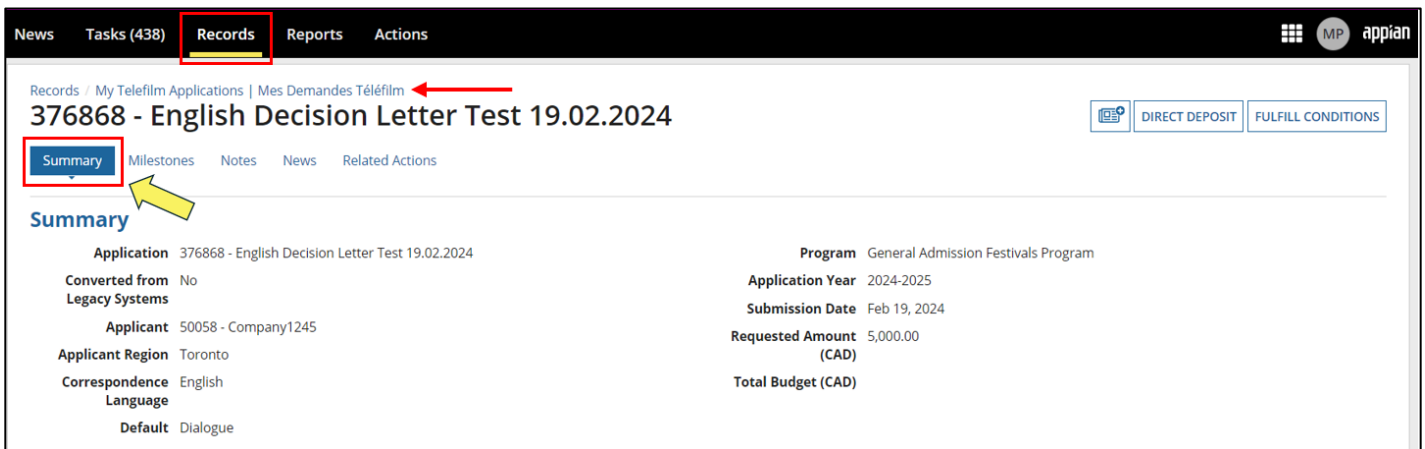 News Tasks (438) Records Reports Actions MP appian
Records / My Telefilm Applications | Mes Demandes Téléfilm
376868 - English Decision Letter Test 19.02.2024
DIRECT DEPOSIT FULFILL CONDITIONS
Summary Milestones Notes News Related Actions
Summary
Application 376868 - English Decision Letter Test 19.02.2024
Converted from No
Legacy Systems
Applicant 50058 - Company1245
Applicant Region Toronto
Correspondence English
Language
Default Dialogue
Program General Admission Festivals Program
Application Year 2024-2025
Submission Date Feb 19, 2024
Requested Amount 5,000.00
(CAD)
Total Budget (CAD)